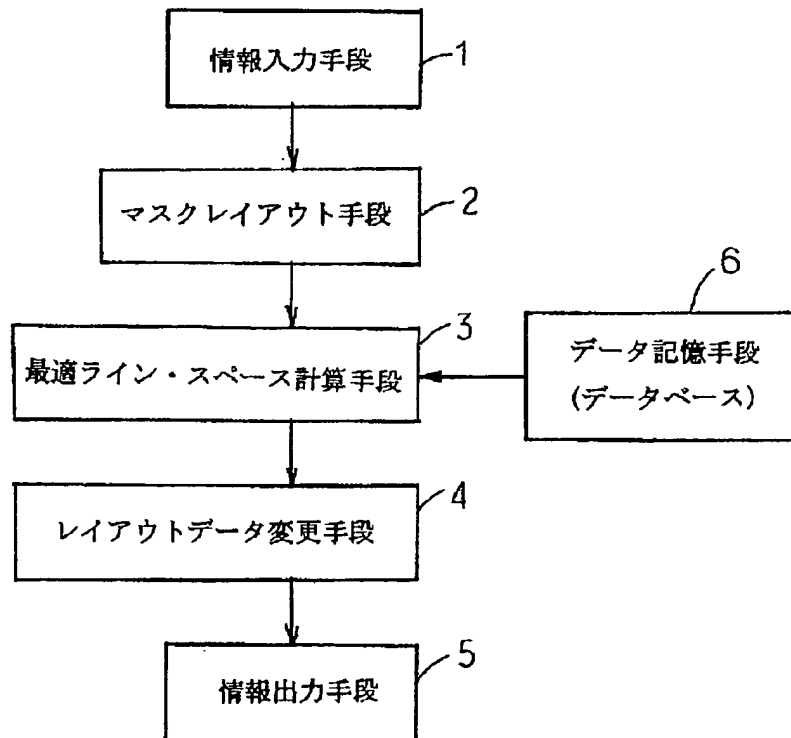 情報入力手段
1
マスクレイアウト手段
2
最適ライン・スペース計算手段
3
データ記憶手段
(データベース)
6
レイアウトデータ変更手段
4
情報出力手段
5